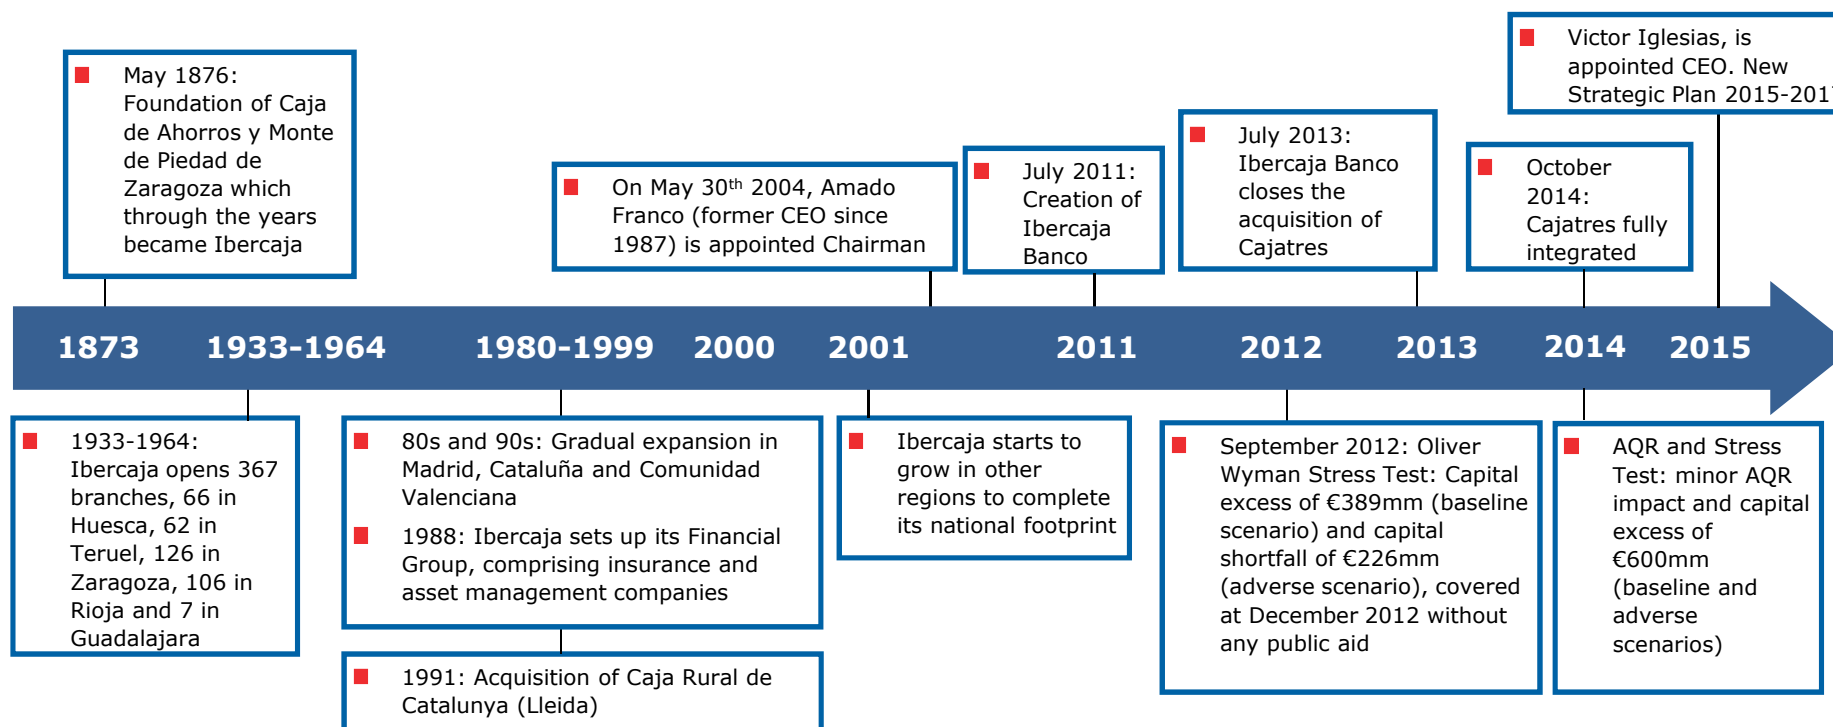 May 1876:
Foundation of Caja
de Ahorros y Monte
de Piedad de
Zaragoza which
through the years
became Ibercaja
On May 30th 2004, Amado
Franco (former CEO since
1987) is appointed Chairman
July 2011:
Creation of
Ibercaja
Banco
July 2013:
Ibercaja Banco
closes the
acquisition of
Cajatres
October
2014:
Cajatres fully
integrated
Victor Iglesias, is
appointed CEO. New
Strategic Plan 2015-2017
1873 1933-1964 1980-1999 2000 2001 2011 2012 2013 2014 2015
1933-1964:
Ibercaja opens 367
branches, 66 in
Huesca, 62 in
Teruel, 126 in
Zaragoza, 106 in
Rioja and 7 in
Guadalajara
80s and 90s: Gradual expansion in
Madrid, Cataluña and Comunidad
Valenciana
1988: Ibercaja sets up its Financial
Group, comprising insurance and
asset management companies
1991: Acquisition of Caja Rural de
Catalunya (Lleida)
Ibercaja starts to
grow in other
regions to complete
its national footprint
September 2012: Oliver
Wyman Stress Test: Capital
excess of €389mm (baseline
scenario) and capital
shortfall of €226mm
(adverse scenario), covered
at December 2012 without
any public aid
AQR and Stress
Test: minor AQR
impact and capital
excess of
€600mm
(baseline and
adverse
scenarios)